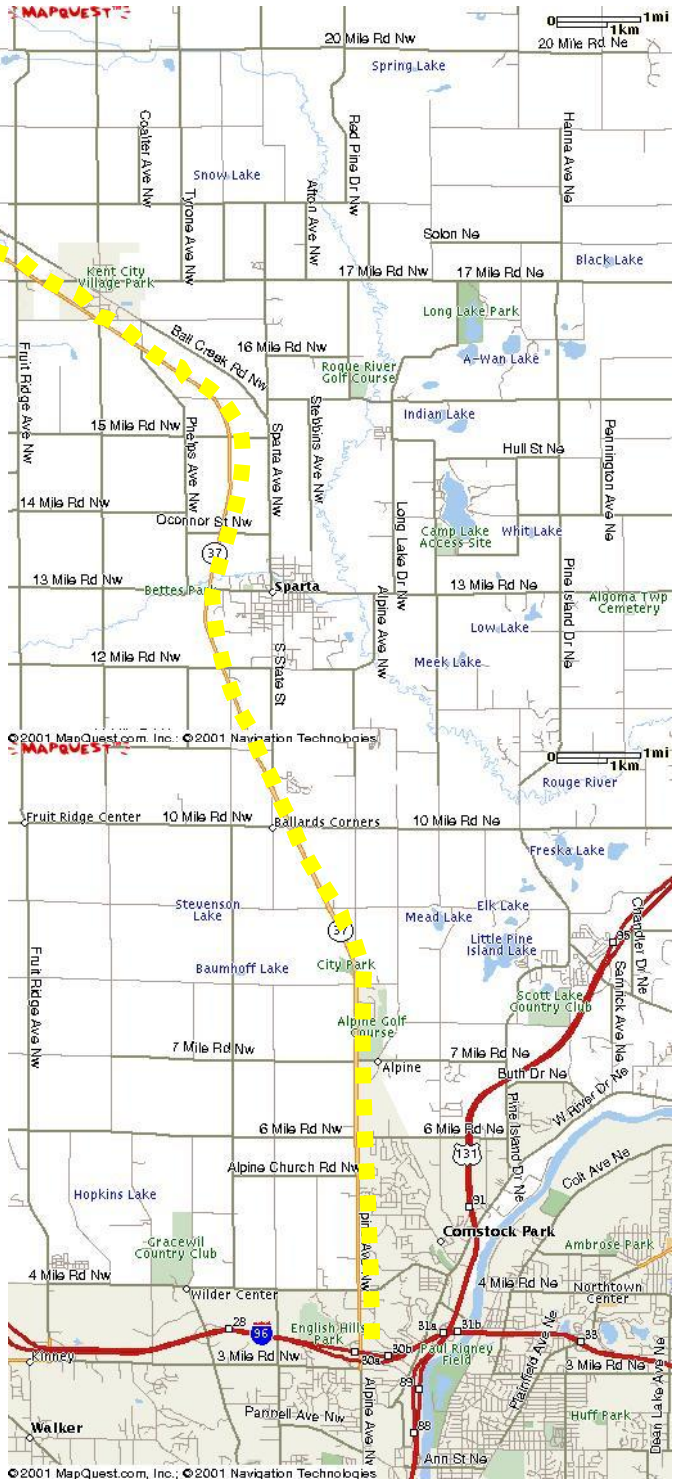 MAPQUEST
0 1mi
1km
20 Mile Rd Nw
20 Mile Rd Ne
Spring Lake
Coalter Ave Nw
Red Pine Dr Nw
Hanna Ave Ne
Snow Lake
Tyrone Ave Nw
Afton Ave Nw
Solon Ne
Black Lake
Kent City
Village Park
17 Mile Rd Nw
17 Mile Rd Ne
Long Lake Park
Ball Creek Rd Nw
16 Mile Rd Nw
Fruit Ridge Ave Nw
Rogue River
Golf Course
A-Wan Lake
15 Mile Rd Nw
Phelps Ave Nw
Sparta Ave Nw
Stebbins Ave Nw
Indian Lake
Hull St Ne
Pennington Ave Ne
14 Mile Rd Nw
Oconnor St Nw
Long Lake Dr Nw
Camp Lake
Access Site
Whit Lake
37
13 Mile Rd Nw
Bettes Park
Sparta
Alpine Ave Nw
13 Mile Rd Ne
Pine Island Dr Ne
Algoma Twp
Cemetery
Low Lake
12 Mile Rd Nw
S State St
Meek Lake
©2001 MapQuest.com, Inc.; ©2001 Navigation Technologies
MAPQUEST
0 1mi
1km
Rouge River
Fruit Ridge Center
10 Mile Rd Nw
Ballards Corners
10 Mile Rd Ne
Freska Lake
Stevenson
Lake
37
Mead Lake
Elk Lake
Little Pine
Island Lake
95
Chandler Dr Ne
Fruit Ridge Ave Nw
Baumhoff Lake
City Park
Samrick Ave Ne
Scott Lake
Country Club
Alpine Golf
Course
7 Mile Rd Nw
Alpine
7 Mile Rd Ne
Buth Dr Ne
Pine Island Dr Ne
W River Dr Ne
6 Mile Rd Nw
6 Mile Rd Ne
131
Alpine Church Rd Nw
Colt Ave Ne
Hopkins Lake
91
Comstock Park
Gracewil
Country Club
Ambrose Park
4 Mile Rd Nw
Wilder Center
4 Mile Rd Ne
Northtown
Center
28
96
English Hills
Park
31a
31b
33
Kinney
3 Mile Rd Nw
30a
30b
Paul Rigney
Field
3 Mile Rd Ne
Plainfield Ave Ne
Dean Lake Ave Ne
89
Alpine Ave Nw
Pannell Ave Nw
Huff Park
Walker
88
Ann St Ne
©2001 MapQuest.com, Inc.; ©2001 Navigation Technologies